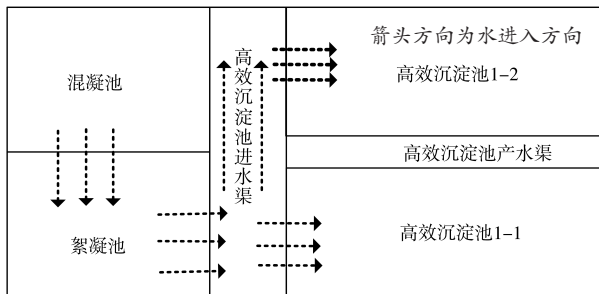 箭头方向为水进入方向
混凝池
高效沉淀池进水渠
高效沉淀池1-2
高效沉淀池产水渠
絮凝池
高效沉淀池1-1